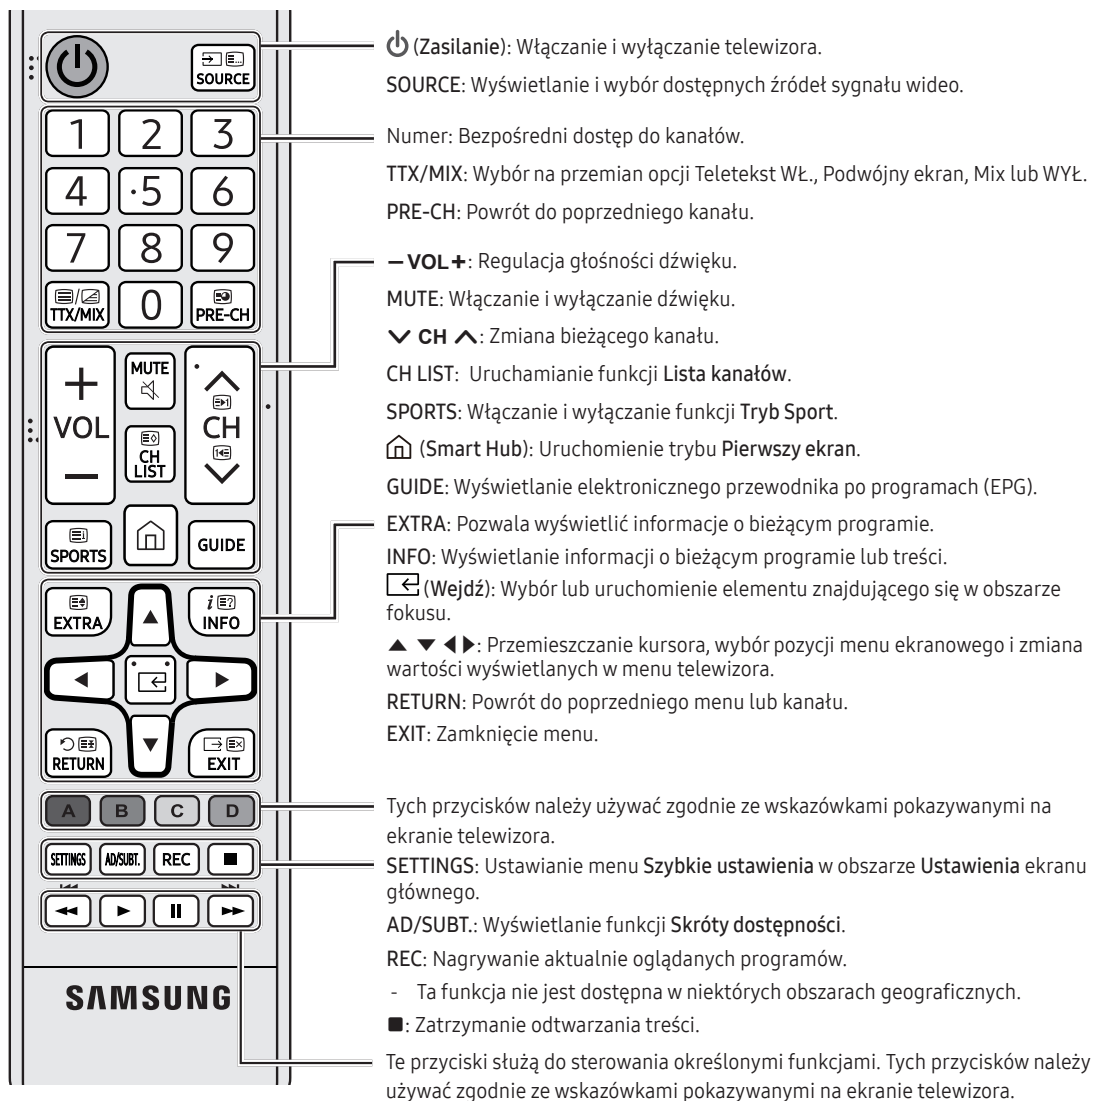 SOURCE
1 2 3
4 ·5 6
7 8 9
TTX/MIX 0 PRE-CH
+ MUTE
VOL CH
CH LIST
—
SPORTS GUIDE
EXTRA INFO
RETURN EXIT
A B C D
SETTINGS AD/SUBT. REC
SAMSUNG
(Zasilanie): Włączanie i wyłączanie telewizora.
SOURCE: Wyświetlanie i wybór dostępnych źródeł sygnału wideo.
Numer: Bezpośredni dostęp do kanałów.
TTX/MIX: Wybór na przemian opcji Teletekst WŁ., Podwójny ekran, Mix lub WYŁ.
PRE-CH: Powrót do poprzedniego kanału.
— VOL +: Regulacja głośności dźwięku.
MUTE: Włączanie i wyłączanie dźwięku.
CH : Zmiana bieżącego kanału.
CH LIST: Uruchamianie funkcji Lista kanałów.
SPORTS: Włączanie i wyłączanie funkcji Tryb Sport.
(Smart Hub): Uruchomienie trybu Pierwszy ekran.
GUIDE: Wyświetlanie elektronicznego przewodnika po programach (EPG).
EXTRA: Pozwala wyświetlić informacje o bieżącym programie.
INFO: Wyświetlanie informacji o bieżącym programie lub treści.
(Wejdź): Wybór lub uruchomienie elementu znajdującego się w obszarze
fokusu.
▲ ▼ ◀ ▶: Przemieszczanie kursora, wybór pozycji menu ekranowego i zmiana
wartości wyświetlanych w menu telewizora.
RETURN: Powrót do poprzedniego menu lub kanału.
EXIT: Zamknięcie menu.
Tych przycisków należy używać zgodnie ze wskazówkami pokazywanymi na
ekranie telewizora.
SETTINGS: Ustawianie menu Szybkie ustawienia w obszarze Ustawienia ekranu
głównego.
AD/SUBT.: Wyświetlanie funkcji Skróty dostępności.
REC: Nagrywanie aktualnie oglądanych programów.
- Ta funkcja nie jest dostępna w niektórych obszarach geograficznych.
■: Zatrzymanie odtwarzania treści.
Te przyciski służą do sterowania określonymi funkcjami. Tych przycisków należy
używać zgodnie ze wskazówkami pokazywanymi na ekranie telewizora.